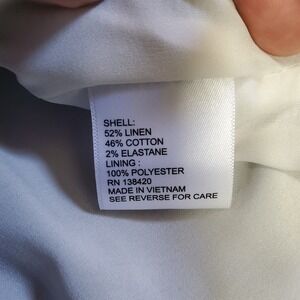 SHELL:
52% LINEN
46% COTTON
2% ELASTANE
LINING :
100% POLYESTER
RN 138420
MADE IN VIETNAM
SEE REVERSE FOR CARE